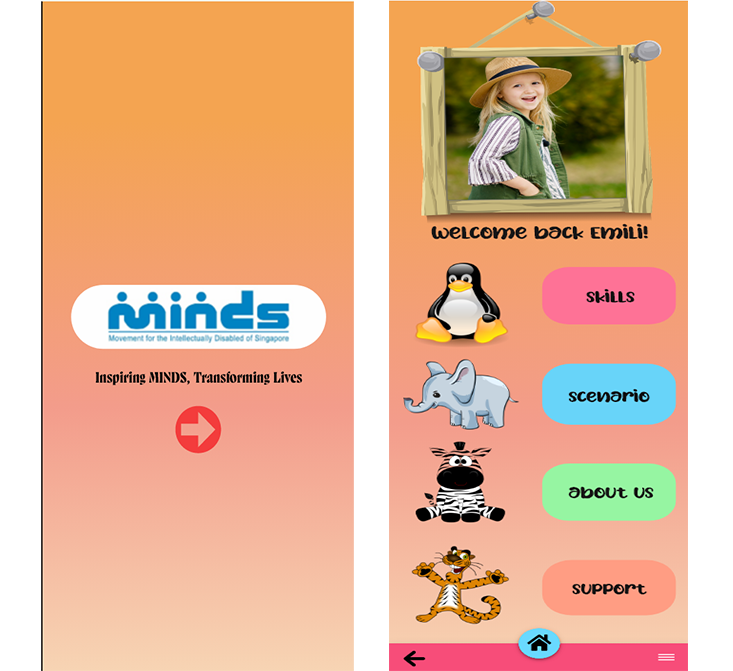 minds
Movement for the Intellectually Disabled of Singapore
Inspiring MINDS, Transforming Lives
Welcome back Emili!
Skills
Scenario
About us
Support